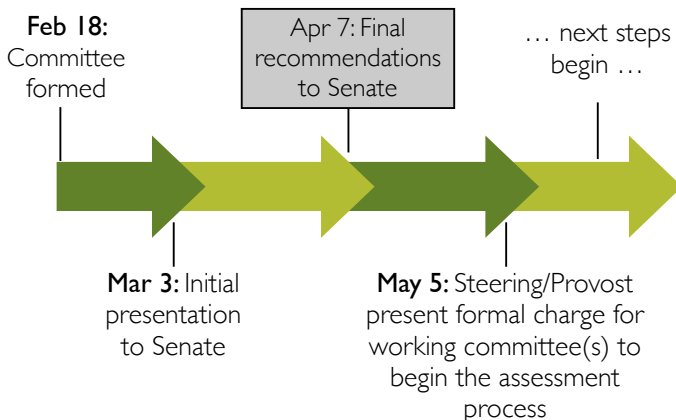 Feb 18:
Committee
formed
Apr 7: Final
recommendations
to Senate
… next steps
begin …
Mar 3: Initial
presentation
to Senate
May 5: Steering/Provost
present formal charge for
working committee(s) to
begin the assessment
process